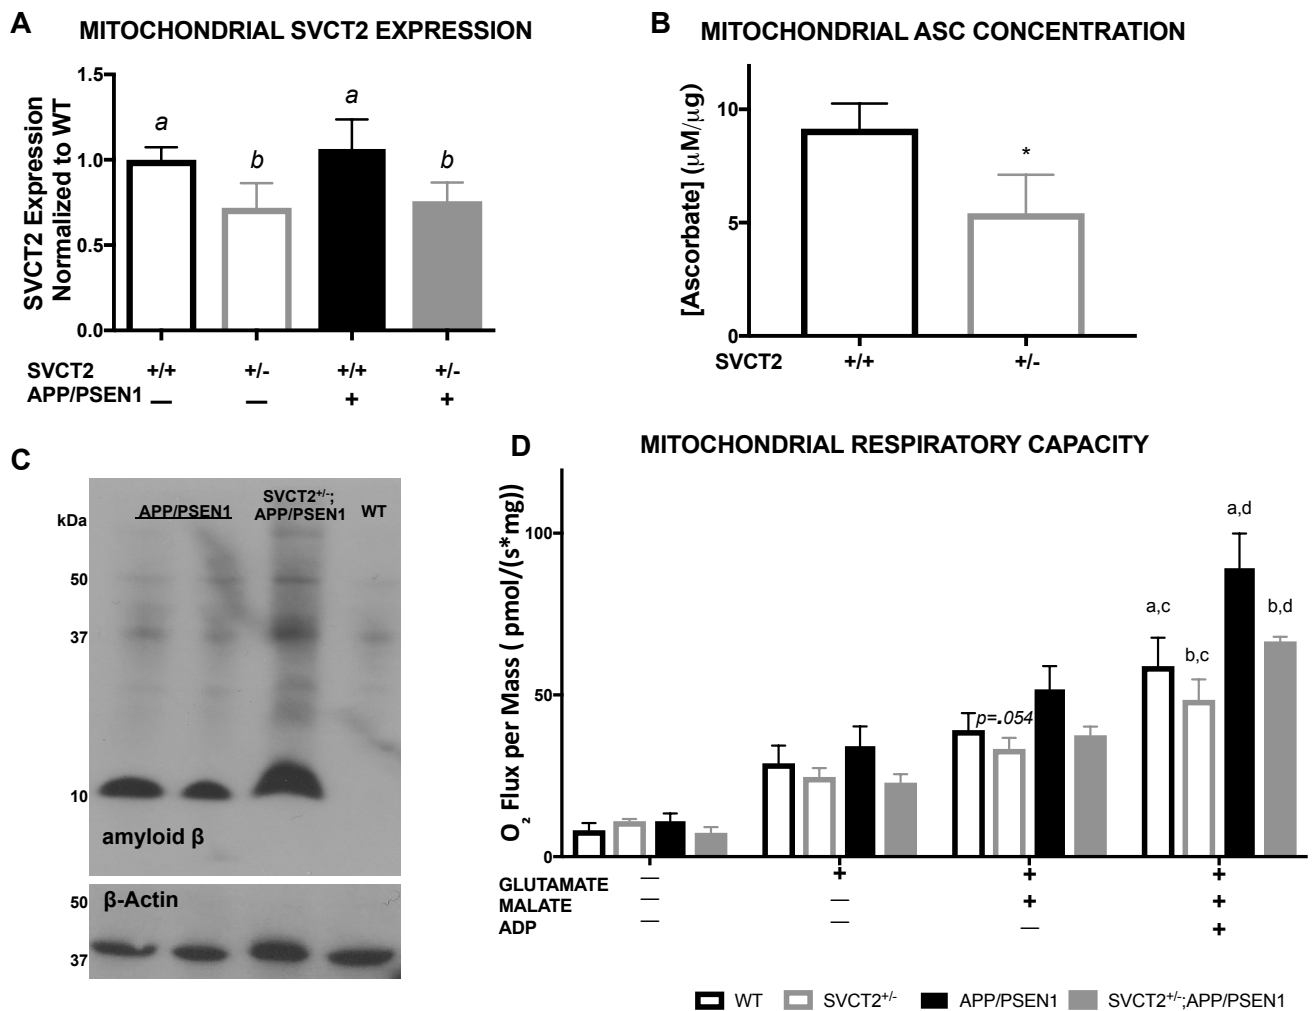 A
MITOCHONDRIAL SVCT2 EXPRESSION
SVCT2 Expression
Normalized to WT
1.5
1.0
0.5
0.0
a
b
a
b
SVCT2 +/+ +/- +/+ +/-
APP/PSEN1 — — + +
B
MITOCHONDRIAL ASC CONCENTRATION
[Ascorbate] (μM/μg)
10
5
0
*
SVCT2 +/+ +/-
C
kDa
APP/PSEN1
SVCT2+/-;
APP/PSEN1
WT
50
37
10
amyloid β
β-Actin
50
37
D
MITOCHONDRIAL RESPIRATORY CAPACITY
O₂ Flux per Mass ( pmol/(s*mg))
100
50
0
p=.054
a,c
b,c
a,d
b,d
GLUTAMATE — + + +
MALATE — — + +
ADP — — — +
WT SVCT2+/- APP/PSEN1 SVCT2+/-;APP/PSEN1